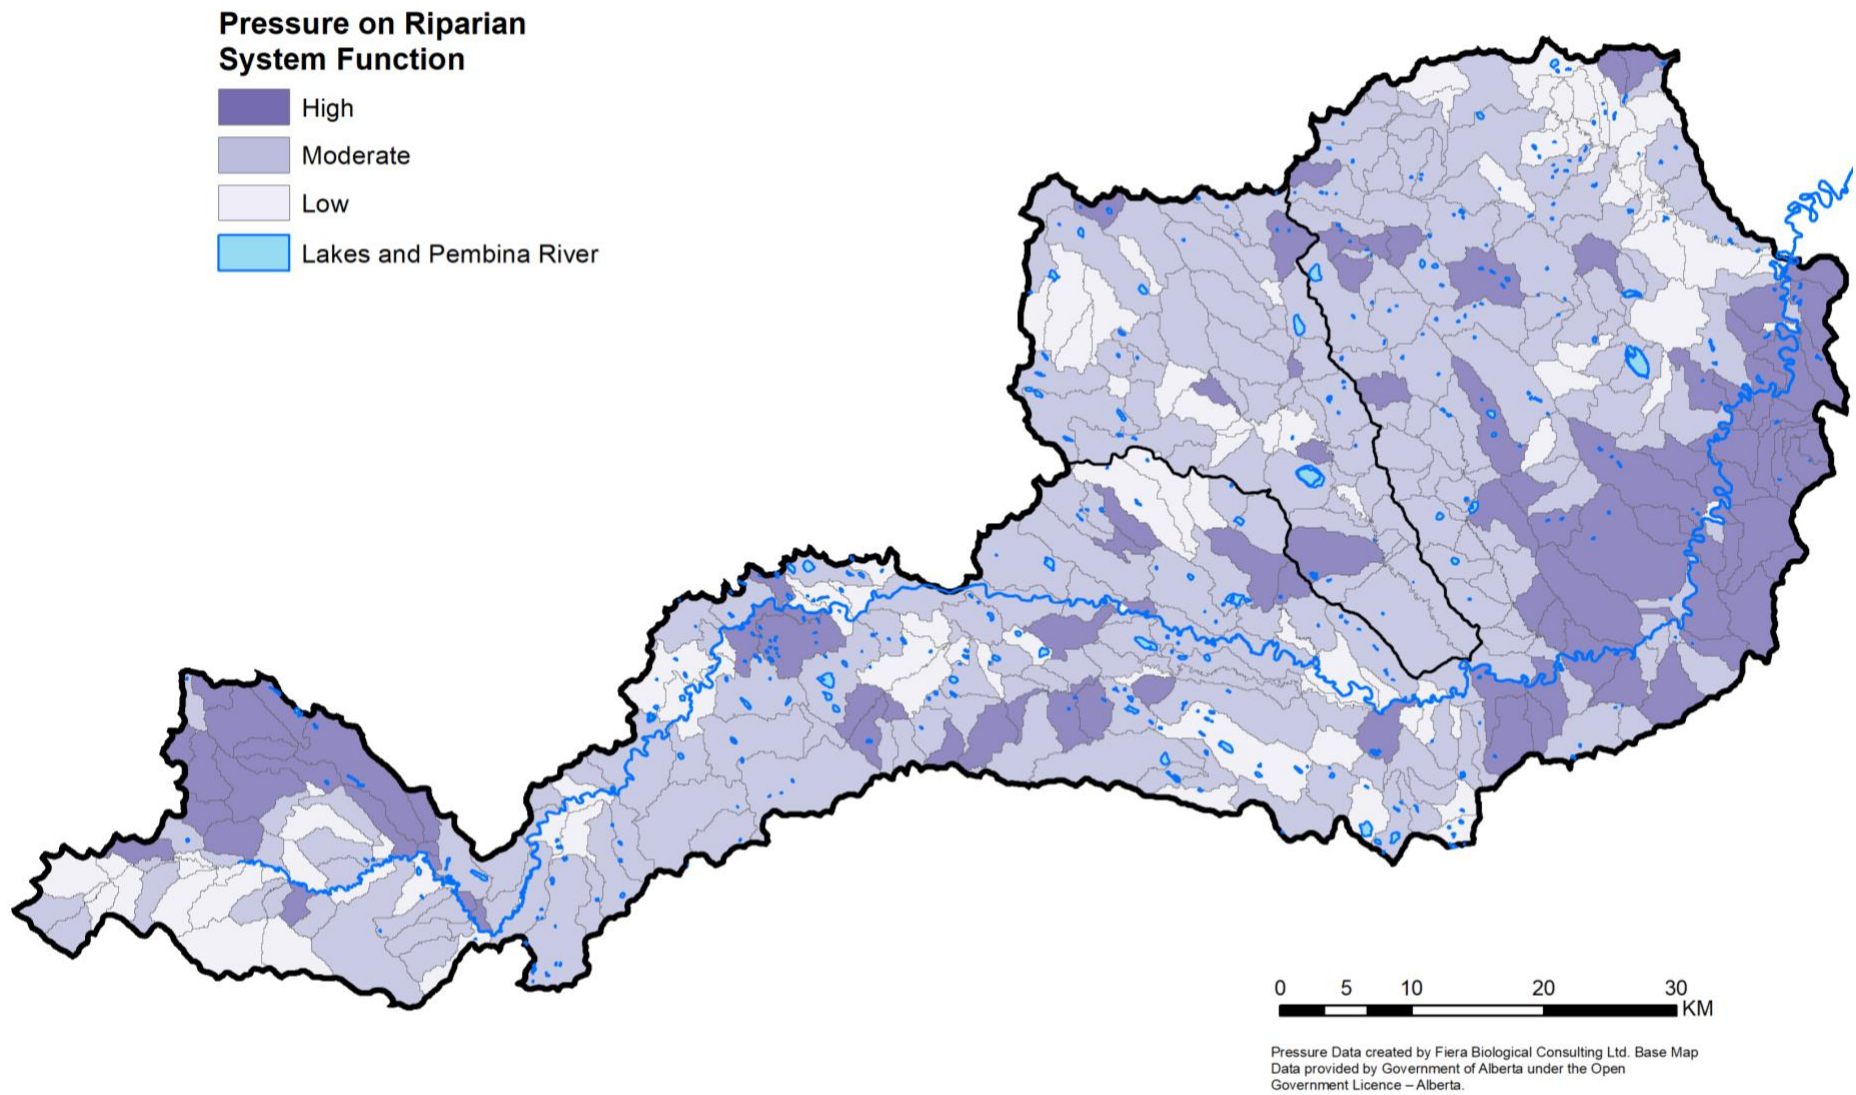 Pressure on Riparian
System Function
High
Moderate
Low
Lakes and Pembina River
0 5 10 20 30
KM
Pressure Data created by Fiera Biological Consulting Ltd. Base Map
Data provided by Government of Alberta under the Open
Government Licence – Alberta.